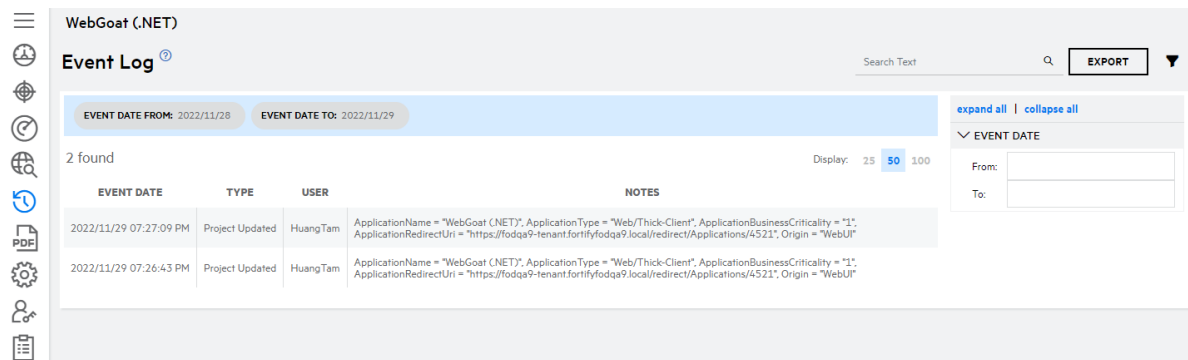 WebGoat (.NET)
Event Log ?
Search Text
EXPORT
EVENT DATE FROM: 2022/11/28 EVENT DATE TO: 2022/11/29
expand all | collapse all
EVENT DATE
From:
To:
2 found
Display: 25 50 100
EVENT DATE TYPE USER NOTES
2022/11/29 07:27:09 PM Project Updated HuangTam ApplicationName = "WebGoat (.NET)", ApplicationType = "Web/Thick-Client", ApplicationBusinessCriticality = "1",
ApplicationRedirectUri = "https://fodqa9-tenant.fortifyfodqa9.local/redirect/Applications/4521", Origin = "WebUI"
2022/11/29 07:26:43 PM Project Updated HuangTam ApplicationName = "WebGoat (.NET)", ApplicationType = "Web/Thick-Client", ApplicationBusinessCriticality = "1",
ApplicationRedirectUri = "https://fodqa9-tenant.fortifyfodqa9.local/redirect/Applications/4521", Origin = "WebUI"
PDF